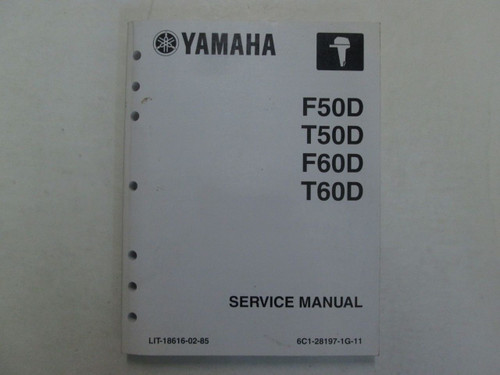 YAMAHA
F50D
T50D
F60D
T60D
SERVICE MANUAL
LIT-18616-02-85 6C1-28197-1G-11